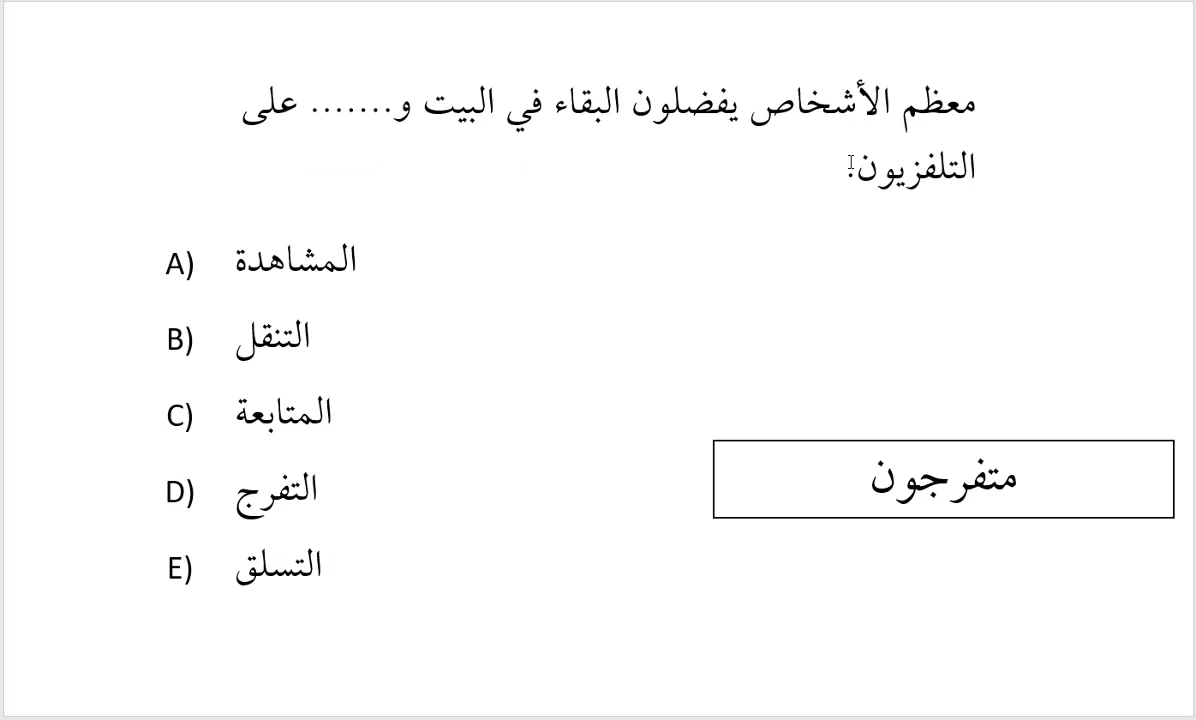 معظم الأشخاص يفضلون البقاء في البيت و....... على
التلفزيون:
A) المشاهدة
B) التنقل
C) المتابعة
D) التفرج
E) التسلق
متفرجون